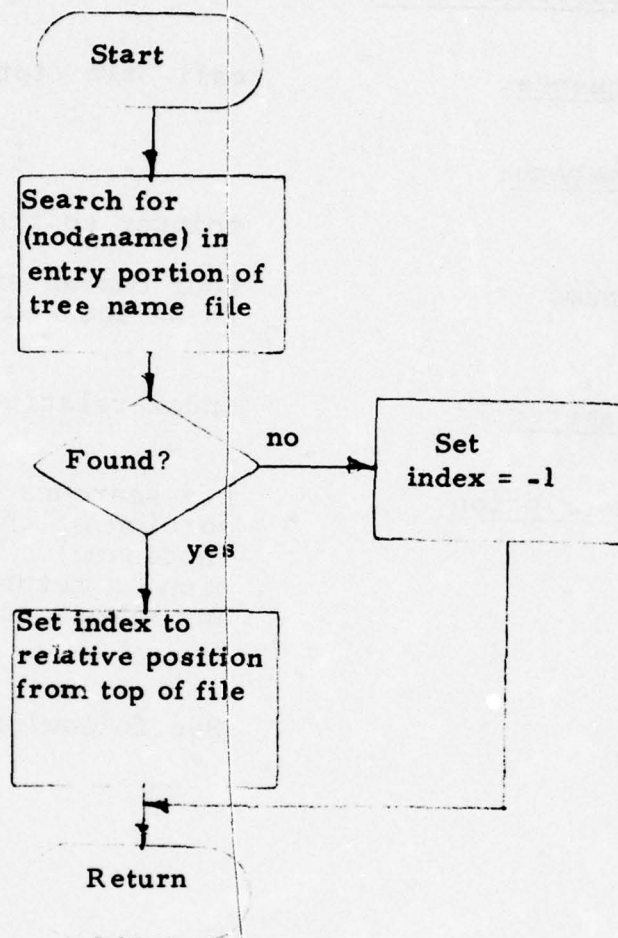 Start
Search for
(nodename) in
entry portion of
tree name file
Found?
no
Set
index = -1
yes
Set index to
relative position
from top of file
Return